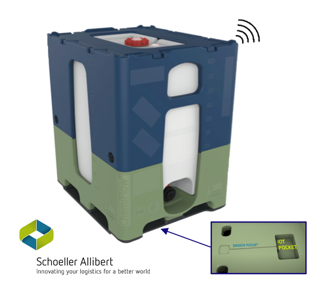 IOT
POCKET
Schoeller Allibert
Innovating your logistics for a better world